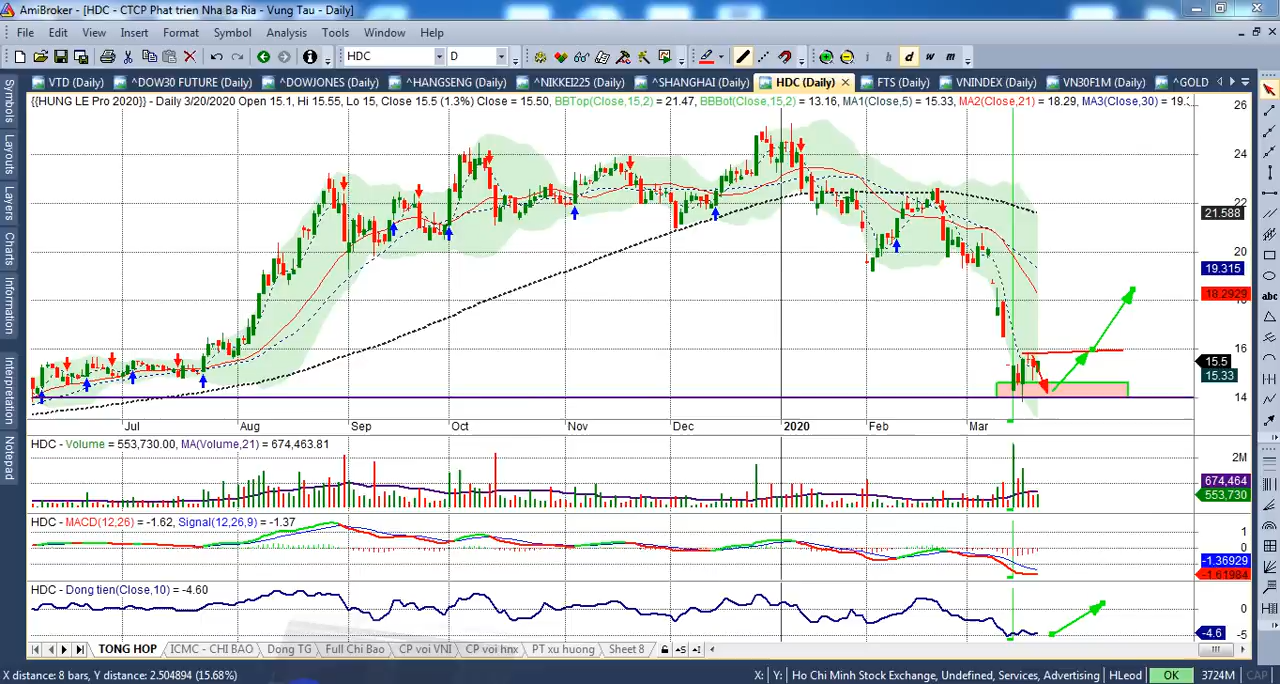 AmiBroker - [HDC - CTCP Phat trien Nha Ba Ria - Vung Tau - Daily]
File Edit View Insert Format Symbol Analysis Tools Window Help
HDC D i h d w m
VTD (Daily) ^DOW30 FUTURE (Daily) ^DOWJONES (Daily) ^HANGSENG (Daily) ^NIKKEI225 (Daily) ^SHANGHAI (Daily) HDC (Daily) FTS (Daily) VNINDEX (Daily) VN30F1M (Daily) ^GOLD
{{HUNG LE Pro 2020}} - Daily 3/20/2020 Open 15.1, Hi 15.55, Lo 15, Close 15.5 (1.3%) Close = 15.50, BBTop(Close,15,2) = 21.47, BBBot(Close,15,2) = 13.16, MA1(Close,5) = 15.33, MA2(Close,21) = 18.29, MA3(Close,30) = 19.
Symbols
Layouts
Layers
Charts
Information
Interpretation
Notepad
abc
26
24
22
21.588
20
19.315
18.2929
18
16
15.5
15.33
14
Jul Aug Sep Oct Nov Dec 2020 Feb Mar
HDC - Volume = 553,730.00, MA(Volume,21) = 674,463.81
2M
674,464
553,730
HDC - MACD(12,26) = -1.62, Signal(12,26,9) = -1.37
1
0
-1.36929
-1.61984
HDC - Dong tien(Close,10) = -4.60
0
-4.6
-5
TONG HOP ICMC - CHI BAO Dong TG Full Chi Bao CP voi VNI CP voi hnx PT xu huong Sheet 8
X distance: 8 bars, Y distance: 2.504894 (15.68%) X: Y: Ho Chi Minh Stock Exchange, Undefined, Services, Advertising HLeod OK 3724M CAP